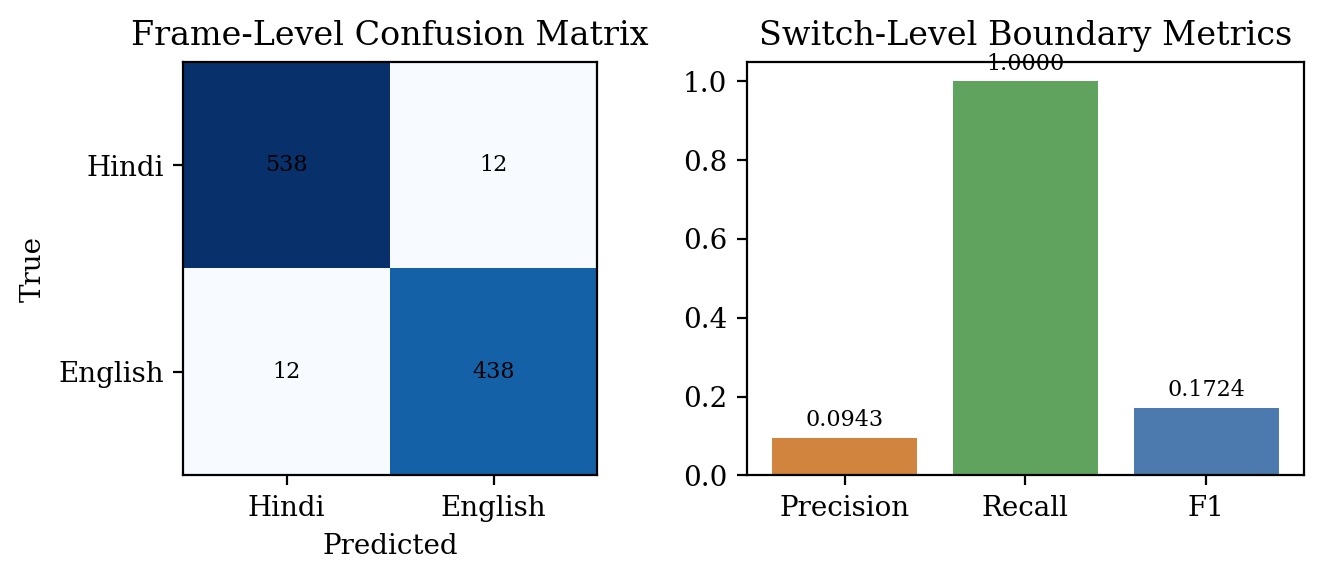 Frame-Level Confusion Matrix
True
Hindi
English
538
12
12
438
Hindi
English
Predicted
Switch-Level Boundary Metrics
1.0
0.8
0.6
0.4
0.2
0.0
0.0943
1.0000
0.1724
Precision
Recall
F1